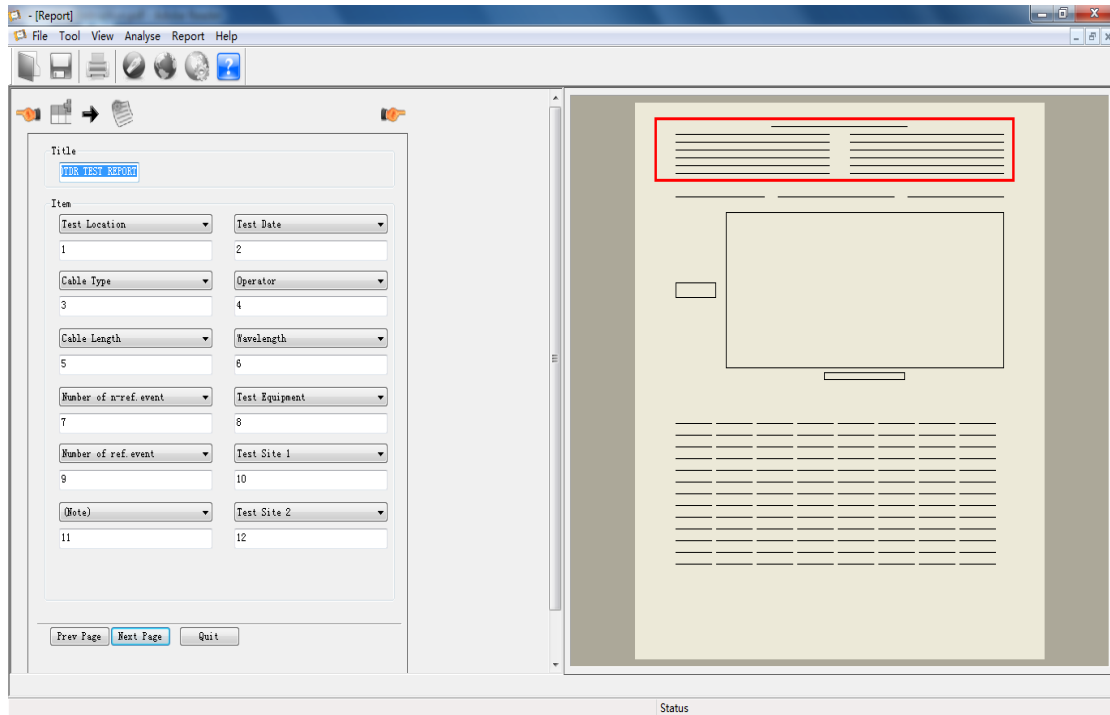 - [Report]
File Tool View Analyse Report Help
Title
OTDR TEST REPORT
Item
Test Location Test Date
1 2
Cable Type Operator
3 4
Cable Length Wavelength
5 6
Number of n-ref.event Test Equipment
7 8
Number of ref.event Test Site 1
9 10
(Note) Test Site 2
11 12
Prev Page Next Page Quit
Status